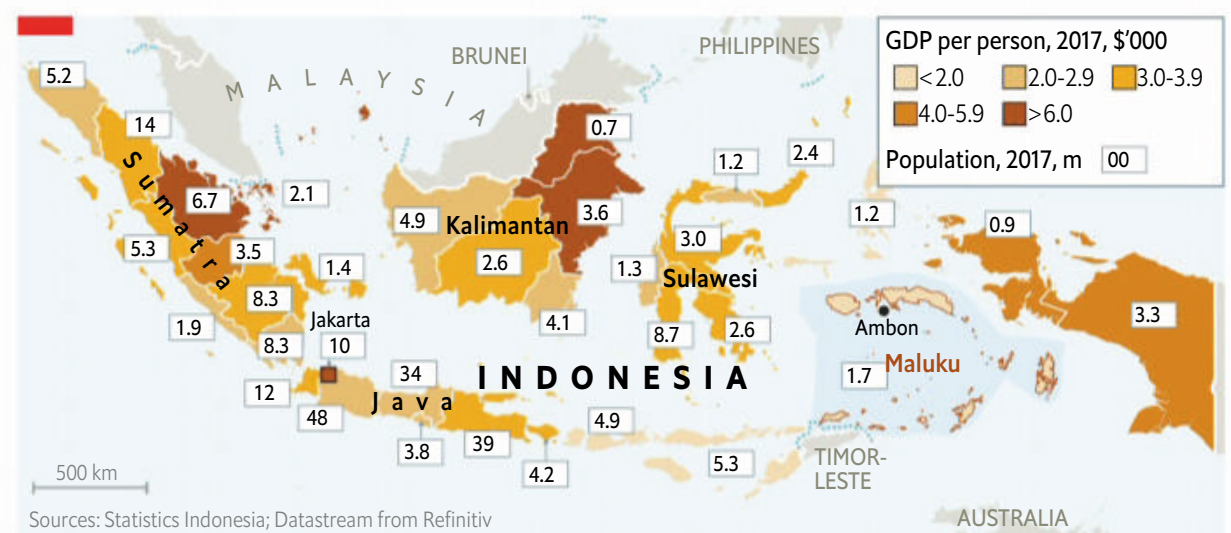 GDP per person, 2017, $'000
<2.0
2.0-2.9
3.0-3.9
4.0-5.9
>6.0
Population, 2017, m
00
BRUNEI
PHILIPPINES
MALAYSIA
5.2
14
Sumatra
6.7
2.1
5.3
3.5
1.4
8.3
1.9
8.3
Jakarta
10
12
48
34
Java
3.8
39
4.2
4.9
5.3
0.7
4.9
Kalimantan
3.6
2.6
4.1
1.2
2.4
3.0
1.3
Sulawesi
8.7
2.6
INDONESIA
1.2
0.9
3.3
Ambon
Maluku
1.7
TIMOR-
LESTE
AUSTRALIA
500 km
Sources: Statistics Indonesia; Datastream from Refinitiv